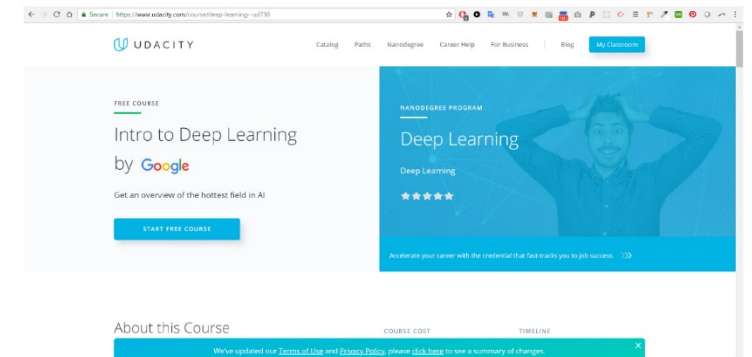 Secure | https://www.udacity.com/course/deep-learning--ud730
UDACITY
Catalog Paths Nanodegree Career Help For Business Blog My Classroom
FREE COURSE
Intro to Deep Learning
by Google
Get an overview of the hottest field in AI
START FREE COURSE
NANODEGREE PROGRAM
Deep Learning
Deep Learning
Accelerate your career with the credential that fast-tracks you to job success.
About this Course
COURSE COST TIMELINE
We've updated our Terms of Use and Privacy Policy, please click here to see a summary of changes.